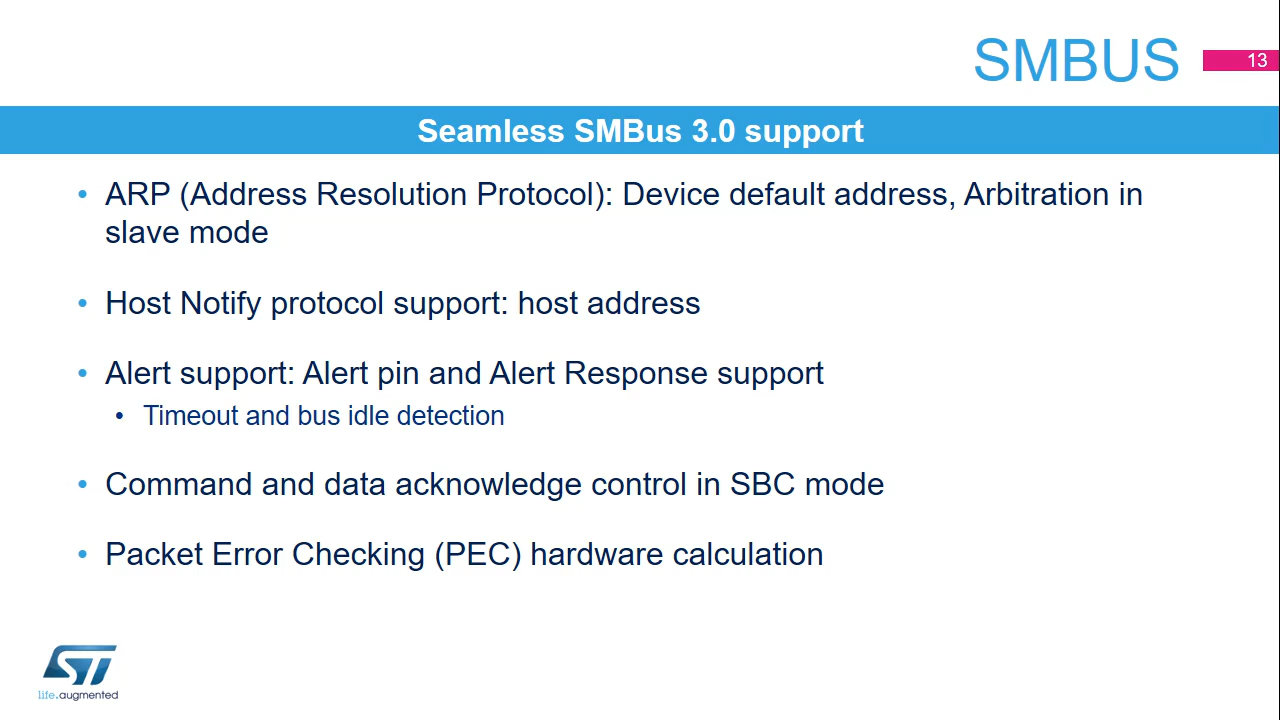 SMBUS
13
Seamless SMBus 3.0 support
• ARP (Address Resolution Protocol): Device default address, Arbitration in
slave mode
• Host Notify protocol support: host address
• Alert support: Alert pin and Alert Response support
• Timeout and bus idle detection
• Command and data acknowledge control in SBC mode
• Packet Error Checking (PEC) hardware calculation
ST
life.augmented